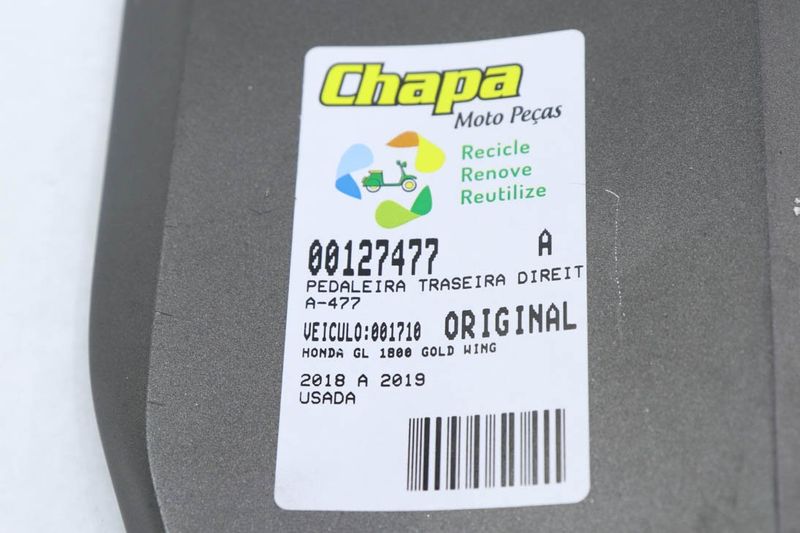 Chapa
Moto Peças
Recicle
Renove
Reutilize
00127477 A
PEDALEIRA TRASEIRA DIREIT
A-477
VEICULO:001710 ORIGINAL
HONDA GL 1800 GOLD WING
2018 A 2019
USADA